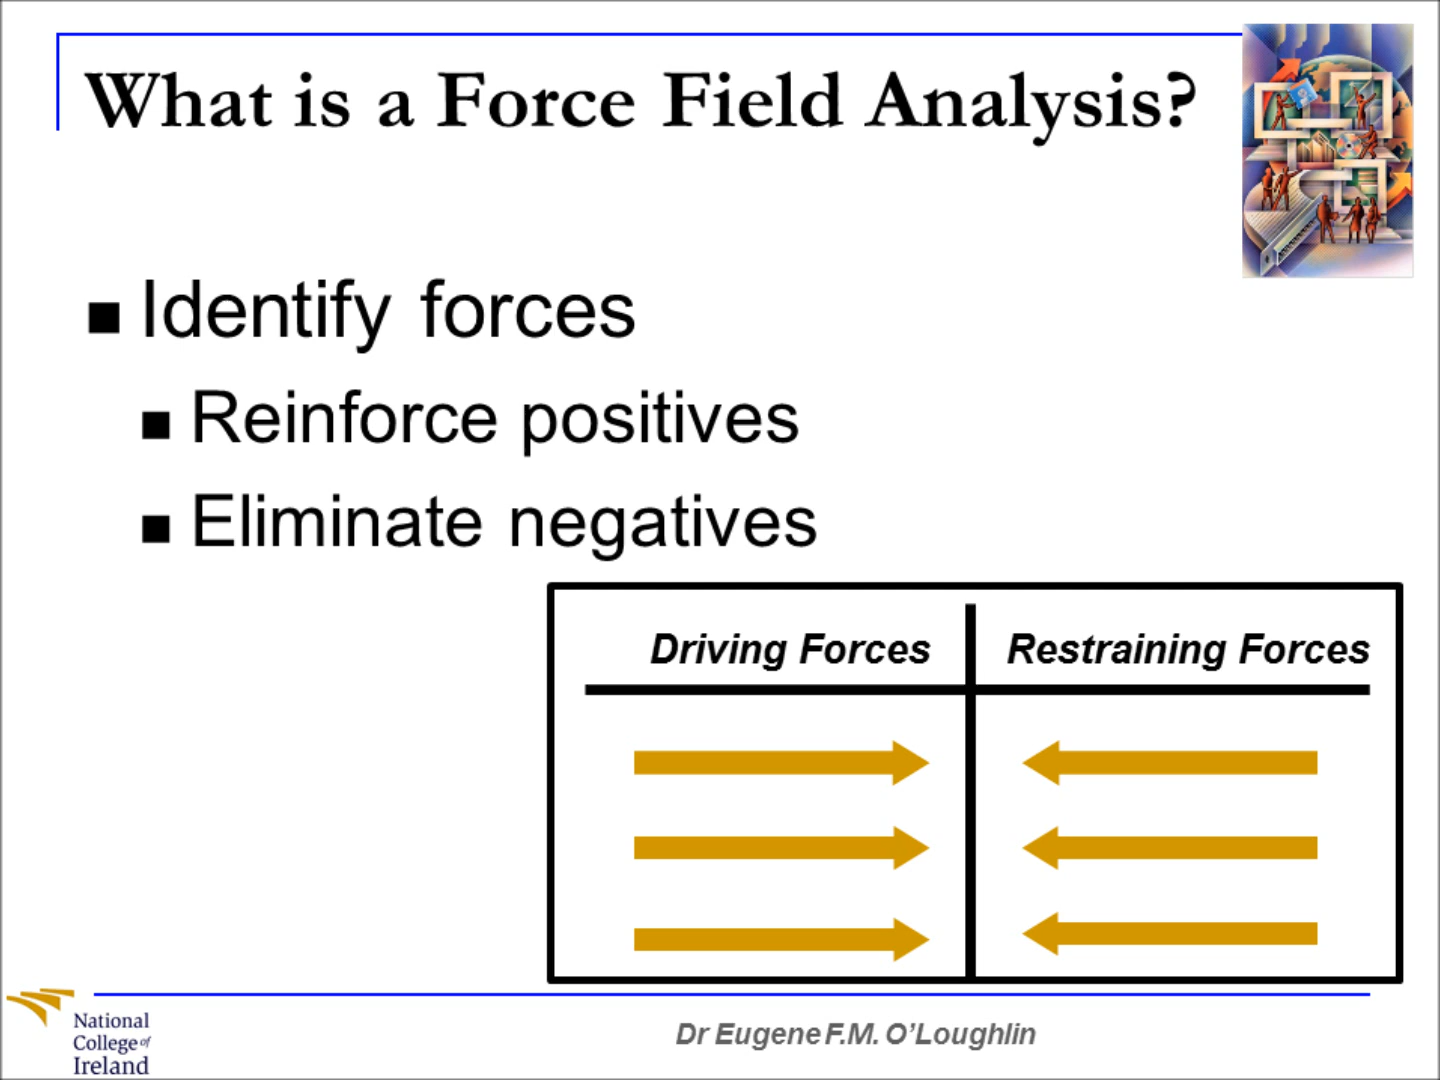 What is a Force Field Analysis?
Identify forces
Reinforce positives
Eliminate negatives
Driving Forces
Restraining Forces
National
College of
Ireland
Dr Eugene F.M. O’Loughlin